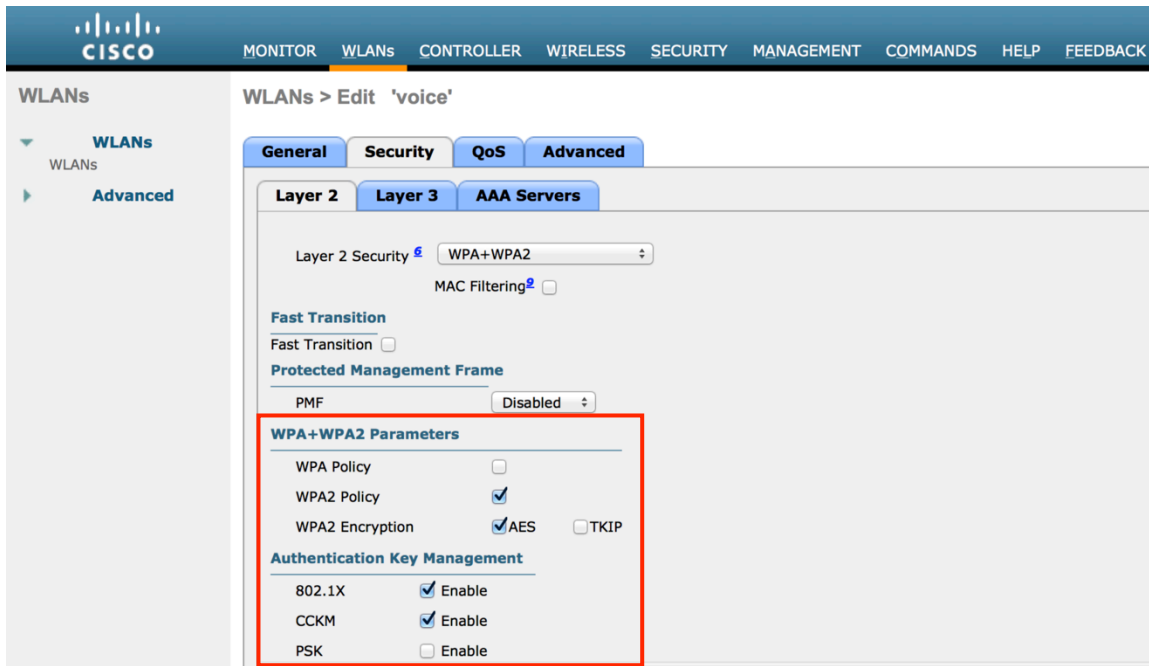 CISCO
MONITOR WLANs CONTROLLER WIRELESS SECURITY MANAGEMENT COMMANDS HELP FEEDBACK
WLANs
WLANs > Edit 'voice'
WLANs
WLANs
Advanced
General Security QoS Advanced
Layer 2 Layer 3 AAA Servers
Layer 2 Security 6 WPA+WPA2
MAC Filtering 9
Fast Transition
Fast Transition
Protected Management Frame
PMF Disabled
WPA+WPA2 Parameters
WPA Policy
WPA2 Policy
WPA2 Encryption AES TKIP
Authentication Key Management
802.1X Enable
CCKM Enable
PSK Enable